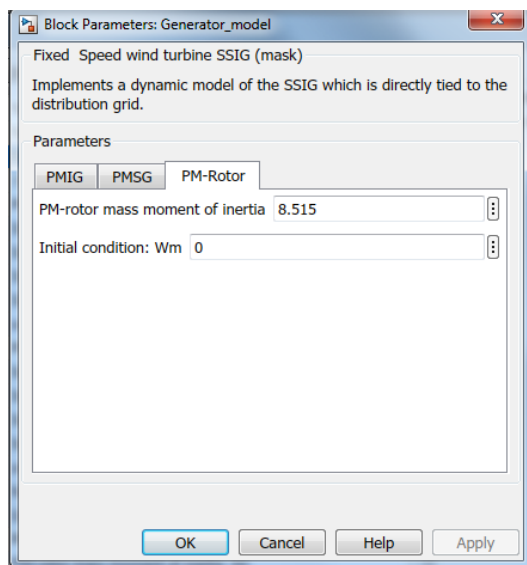 Block Parameters: Generator_model
Fixed Speed wind turbine SSIG (mask)
Implements a dynamic model of the SSIG which is directly tied to the
distribution grid.
Parameters
PMIG PMSG PM-Rotor
PM-rotor mass moment of inertia 8.515
Initial condition: Wm 0
OK Cancel Help Apply